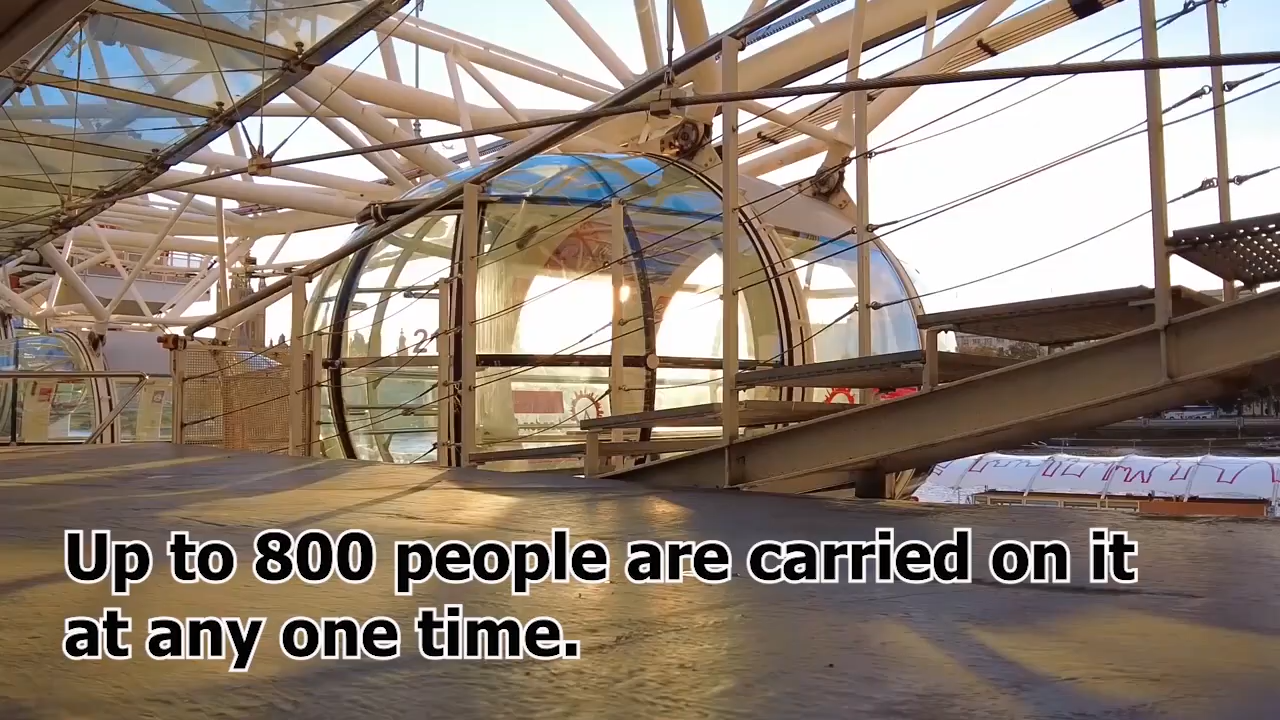 Up to 800 people are carried on it
at any one time.